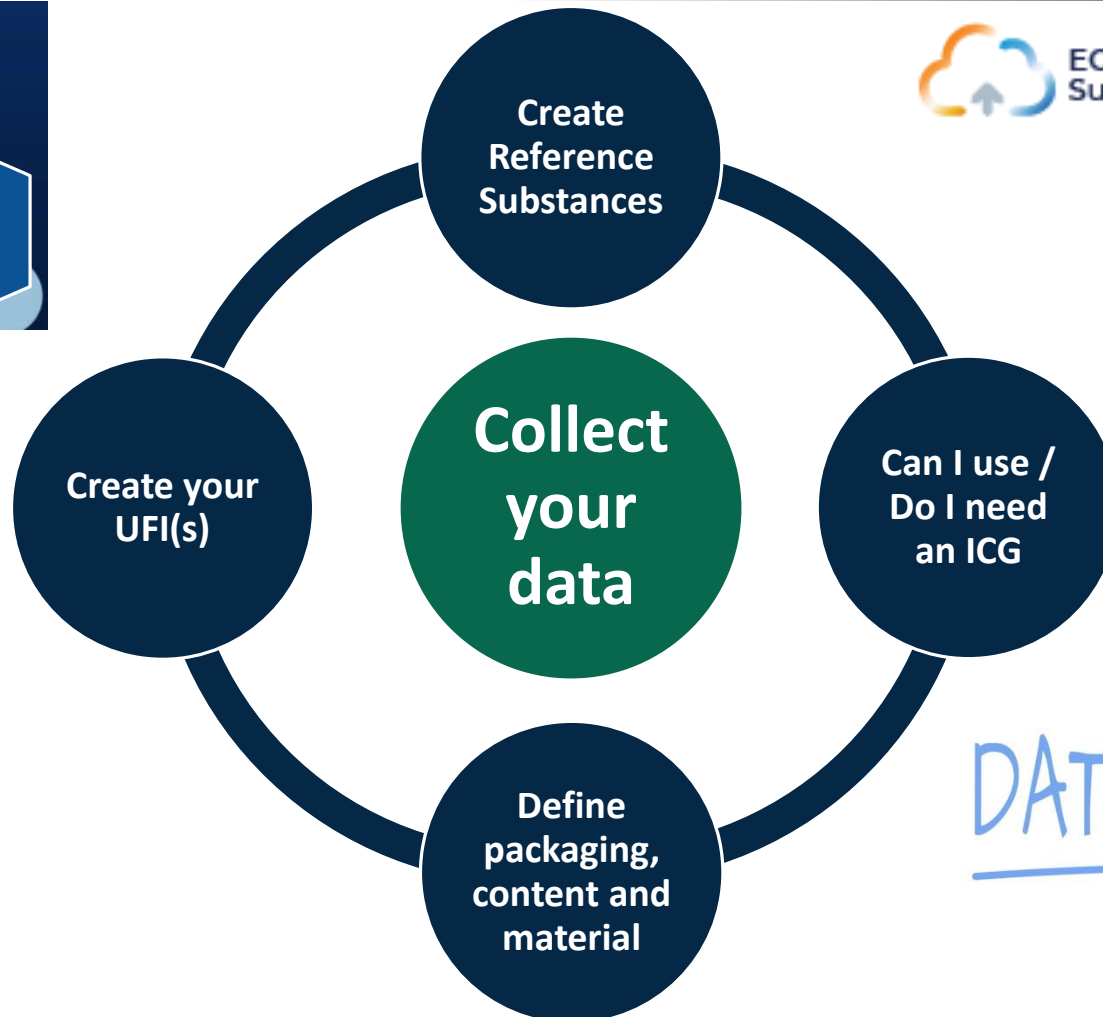 Create
Reference
Substances
Collect
your
data
Create your
UFI(s)
Can I use /
Do I need
an ICG
Define
packaging,
content and
material